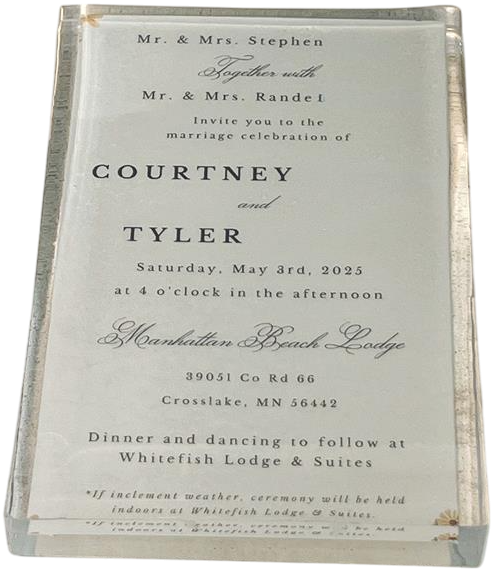 Mr. & Mrs. Stephen
Together with
Mr. & Mrs. Randel
Invite you to the
marriage celebration of
COURTNEY
and
TYLER
Saturday, May 3rd, 2025
at 4 o'clock in the afternoon
Manhattan Beach Lodge
39051 Co Rd 66
Crosslake, MN 56442
Dinner and dancing to follow at
Whitefish Lodge & Suites
*If inclement weather, ceremony will be held
indoors at Whitefish Lodge & Suites.